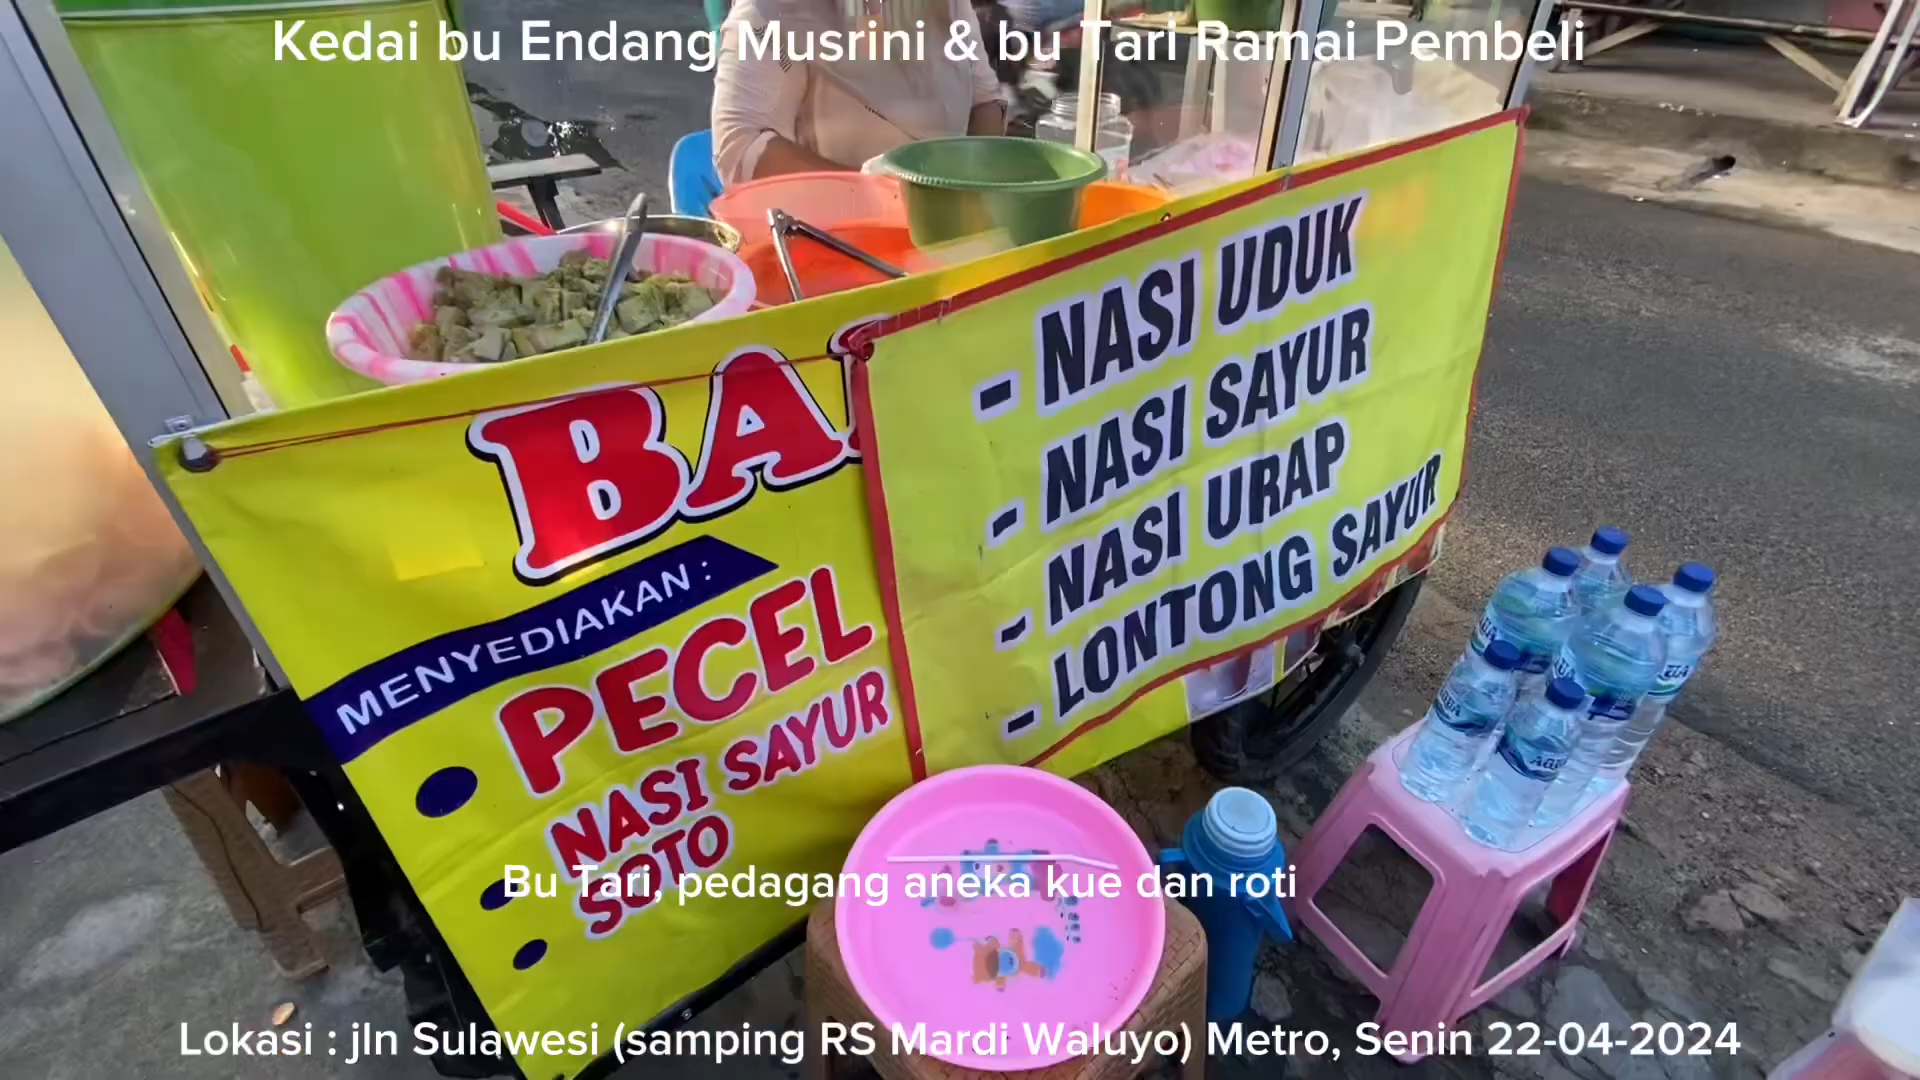 Kedai bu Endang Musrini & bu Tari Ramai Pembeli
MENYEDIAKAN :
PECEL
NASI SAYUR
SOTO
- NASI UDUK
- NASI SAYUR
- NASI URAP
- LONTONG SAYUR
Bu Tari, pedagang aneka kue dan roti
Lokasi : jln Sulawesi (samping RS Mardi Waluyo) Metro, Senin 22-04-2024